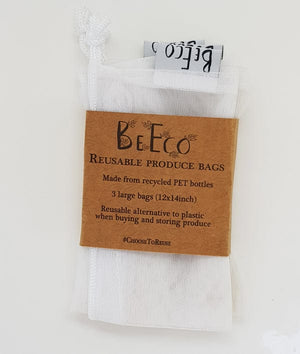 BeEco
BeEco
Reusable produce bags
Made from recycled PET bottles
3 large bags (12x14inch)
Reusable alternative to plastic
when buying and storing produce
#ChooseToReuse